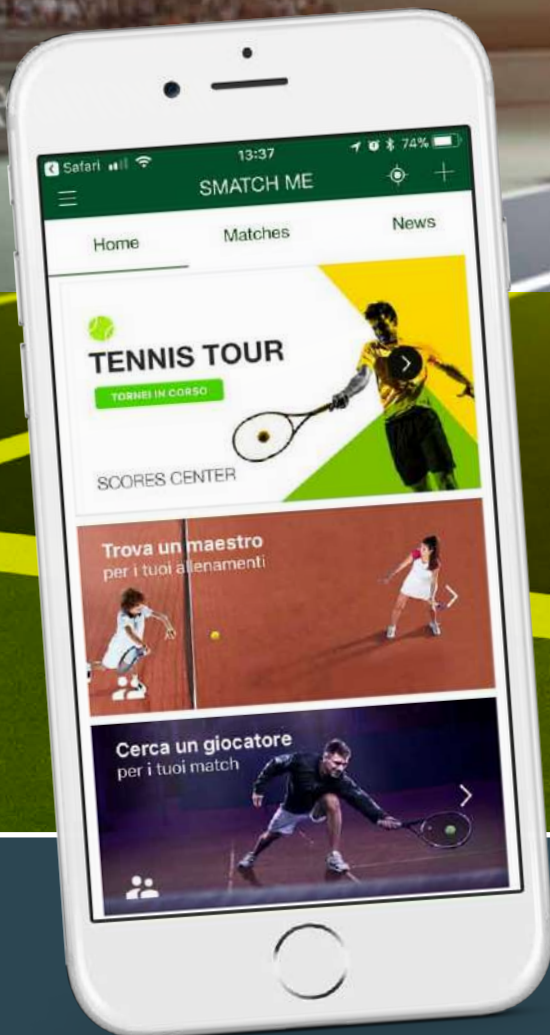 Safari
13:37
74%
SMATCH ME
Home
Matches
News
TENNIS TOUR
TORNEI IN CORSO
SCORES CENTER
Trova un maestro
per i tuoi allenamenti
Cerca un giocatore
per i tuoi match